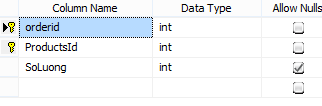 Column Name Data Type Allow Nulls
orderid int
ProductsId int
SoLuong int